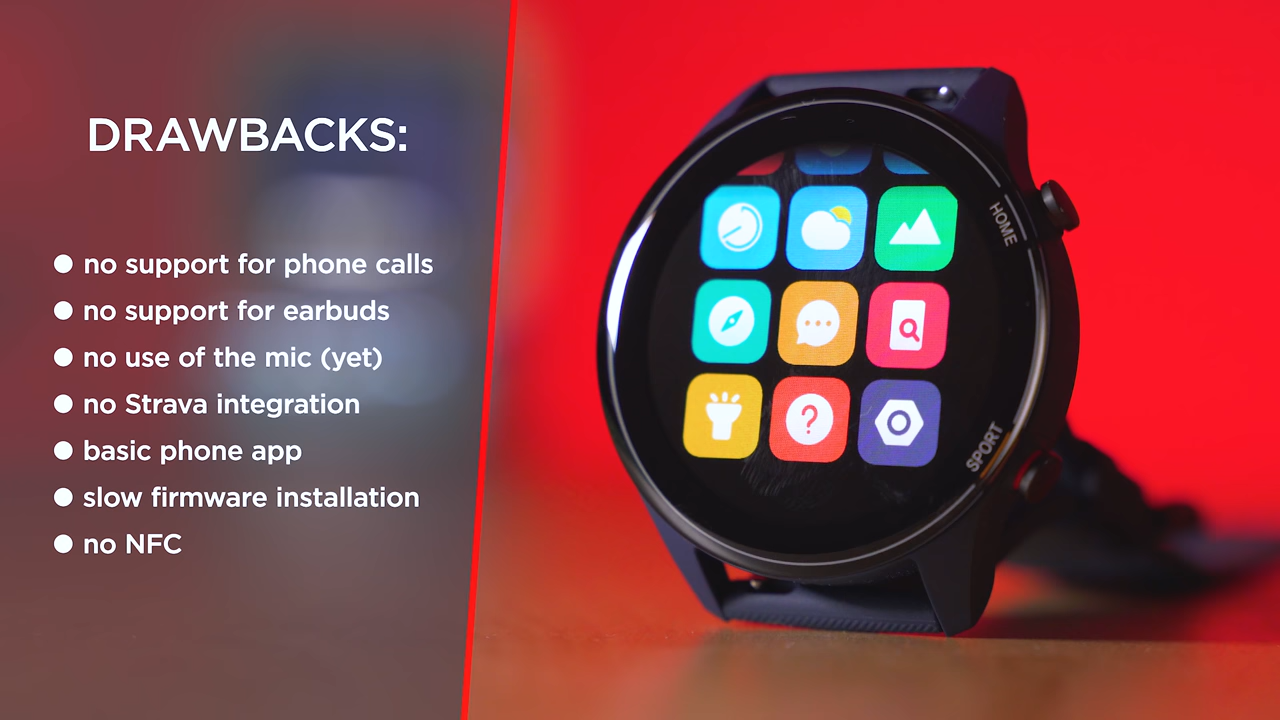 DRAWBACKS:
● no support for phone calls
● no support for earbuds
● no use of the mic (yet)
● no Strava integration
● basic phone app
● slow firmware installation
● no NFC
HOME
SPORT
?